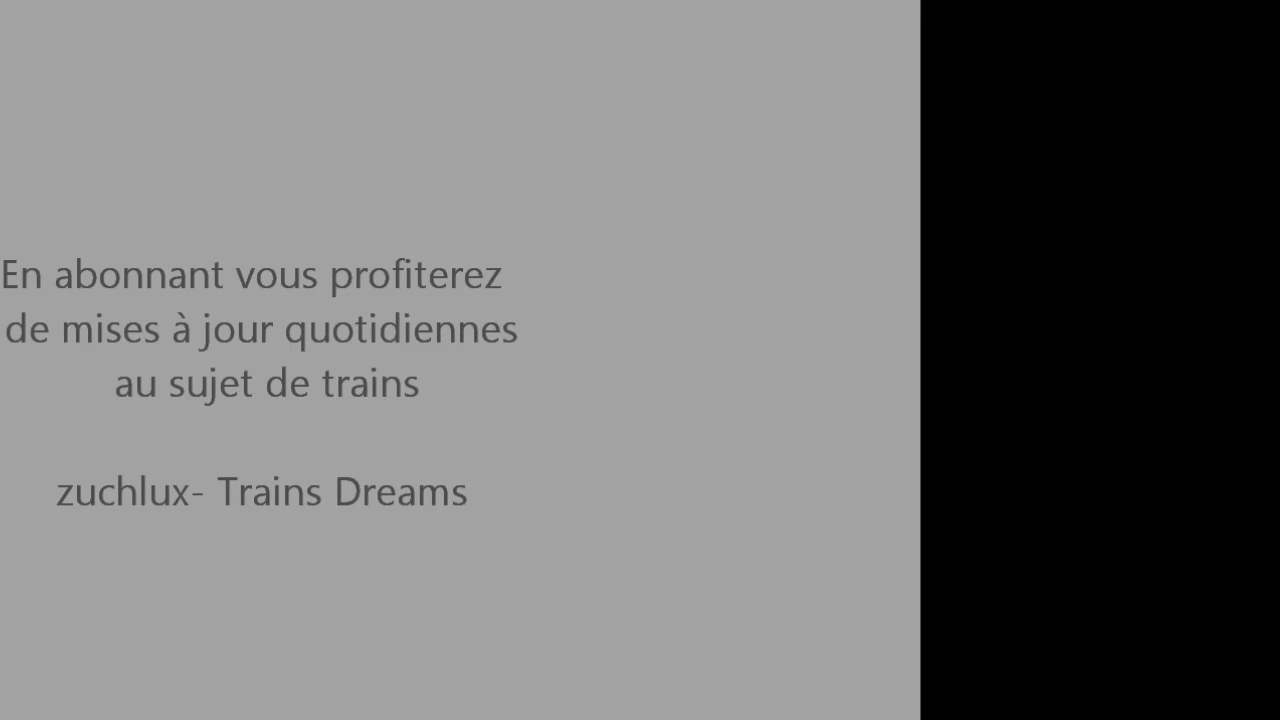 En abonnant vous profiterez
de mises à jour quotidiennes
au sujet de trains
zuchlux- Trains Dreams